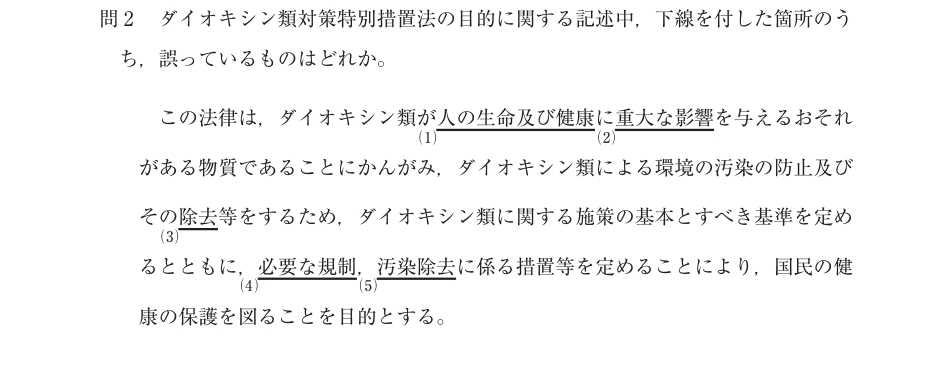 問2　ダイオキシン類対策特別措置法の目的に関する記述中，下線を付した箇所のう
ち，誤っているものはどれか。
この法律は，ダイオキシン類が人の生命及び健康に重大な影響を与えるおそれ
(1) (2)
がある物質であることにかんがみ，ダイオキシン類による環境の汚染の防止及び
その除去等をするため，ダイオキシン類に関する施策の基本とすべき基準を定め
(3)
るとともに，必要な規制，汚染除去に係る措置等を定めることにより，国民の健
(4) (5)
康の保護を図ることを目的とする。